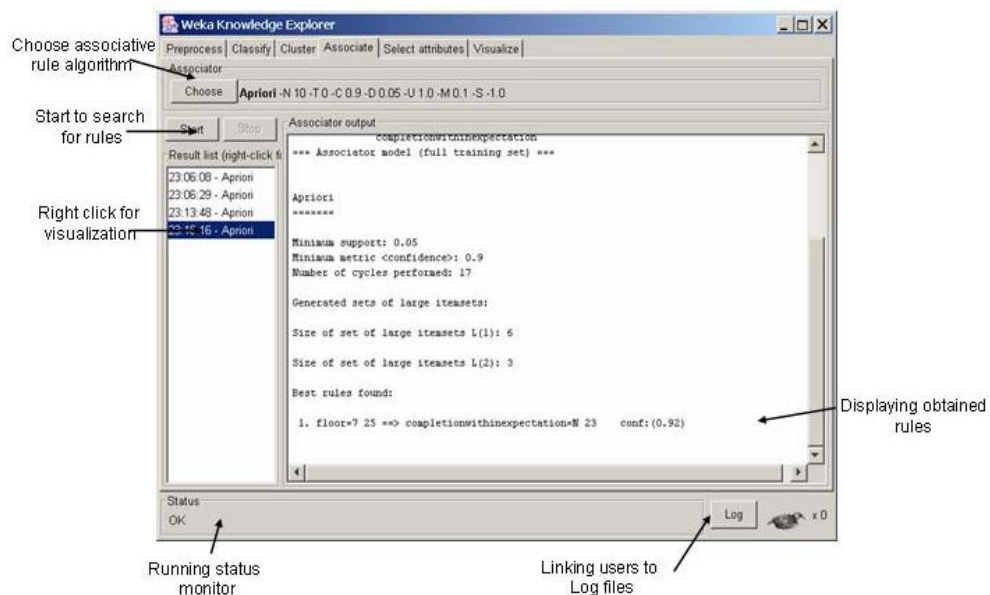 Weka Knowledge Explorer
Preprocess Classify Cluster Associate Select attributes Visualize
Associator
Choose Apriori -N 10 -T 0 -C 0.9 -D 0.05 -U 1.0 -M 0.1 -S -1.0
Start Stop
Result list (right-click f
23:06:08 - Apriori
23:06:29 - Apriori
23:13:48 - Apriori
- Apriori
Associator output
completionwithinexpectation
=== Associator model (full training set) ===
Apriori
=======
Minimum support: 0.05
Minimum metric <confidence>: 0.9
Number of cycles performed: 17
Generated sets of large itemsets:
Size of set of large itemsets L(1): 6
Size of set of large itemsets L(2): 3
Best rules found:
1. floor=7 25 ==> completionwithinexpectation=N 23 conf:(0.92)
Status
OK
Log
x 0
Choose associative
rule algorithm
Start to search
for rules
Right click for
visualization
Displaying obtained
rules
Running status
monitor
Linking users to
Log files